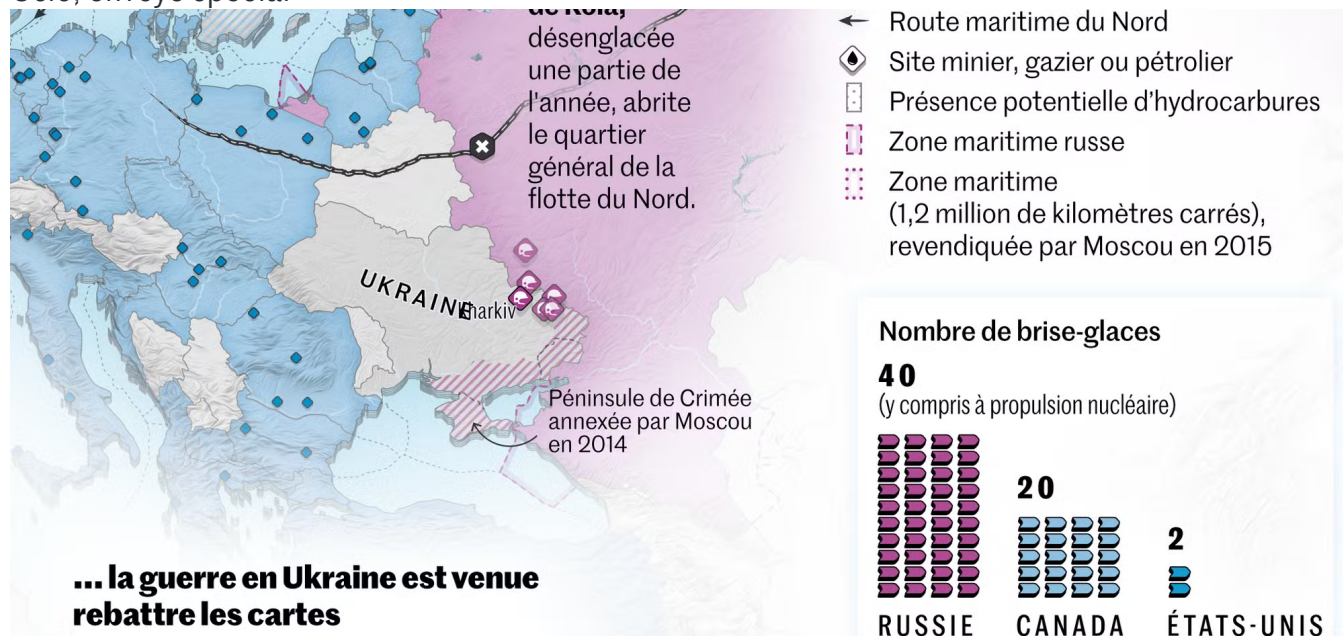 de Kola,
désenglacée
une partie de
l'année, abrite
le quartier
général de la
flotte du Nord.
Route maritime du Nord
Site minier, gazier ou pétrolier
Présence potentielle d'hydrocarbures
Zone maritime russe
Zone maritime
(1,2 million de kilomètres carrés),
revendiquée par Moscou en 2015
UKRAINE
Kharkiv
Péninsule de Crimée
annexée par Moscou
en 2014
... la guerre en Ukraine est venue
rebattre les cartes
Nombre de brise-glaces
40
(y compris à propulsion nucléaire)
20
2
RUSSIE
CANADA
ÉTATS-UNIS